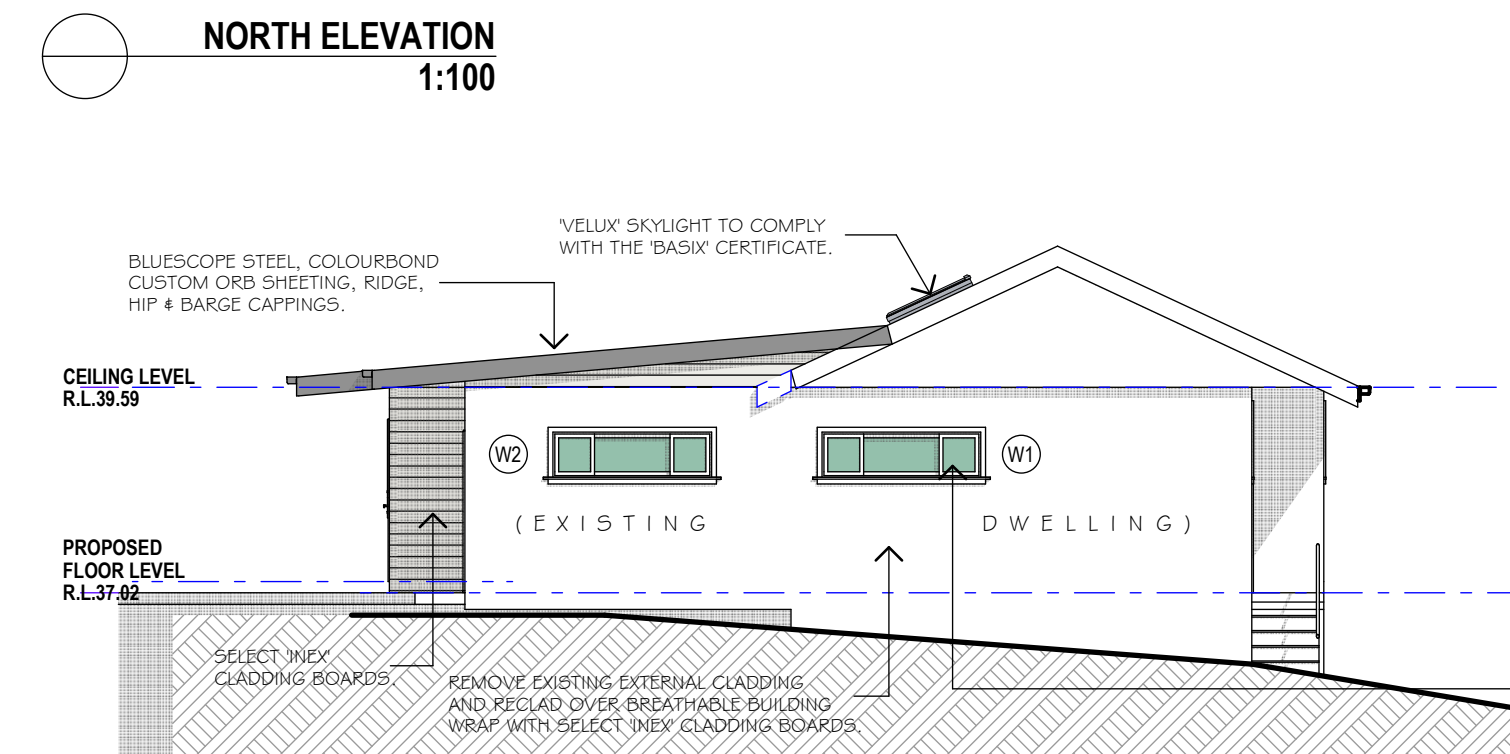 NORTH ELEVATION
1:100
'VELUX' SKYLIGHT TO COMPLY
WITH THE 'BASIX' CERTIFICATE.
BLUESCOPE STEEL, COLOURBOND
CUSTOM ORB SHEETING, RIDGE,
HIP & BARGE CAPPINGS.
CEILING LEVEL
R.L.39.59
W2
W1
(EXISTING DWELLING)
PROPOSED
FLOOR LEVEL
R.L.37.02
SELECT 'INEX'
CLADDING BOARDS.
REMOVE EXISTING EXTERNAL CLADDING
AND RECLAD OVER BREATHABLE BUILDING
WRAP WITH SELECT 'INEX' CLADDING BOARDS.